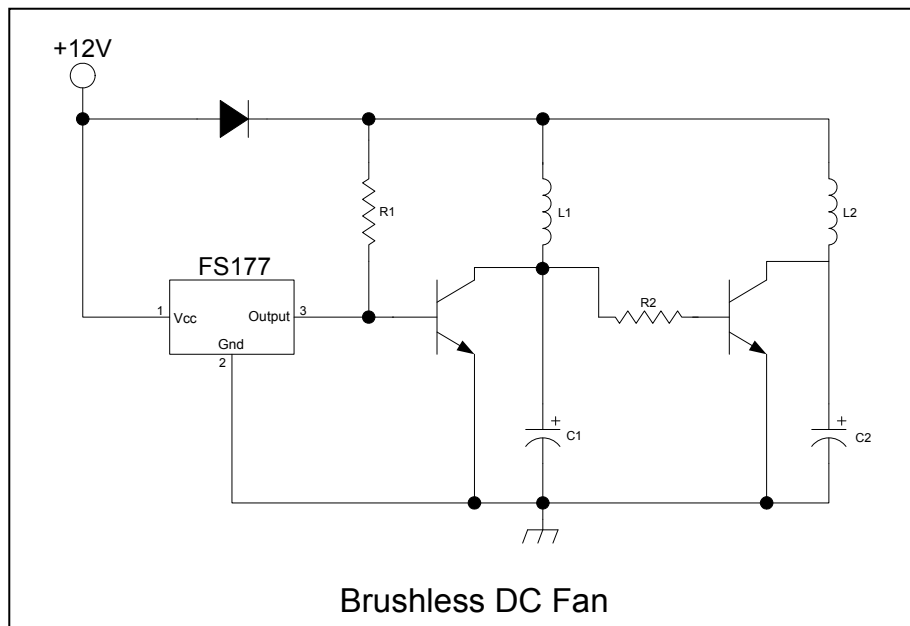 +12V
R1
L1
L2
FS177
R2
1
Vcc
Output
3
Gnd
2
+
C1
+
C2
Brushless DC Fan